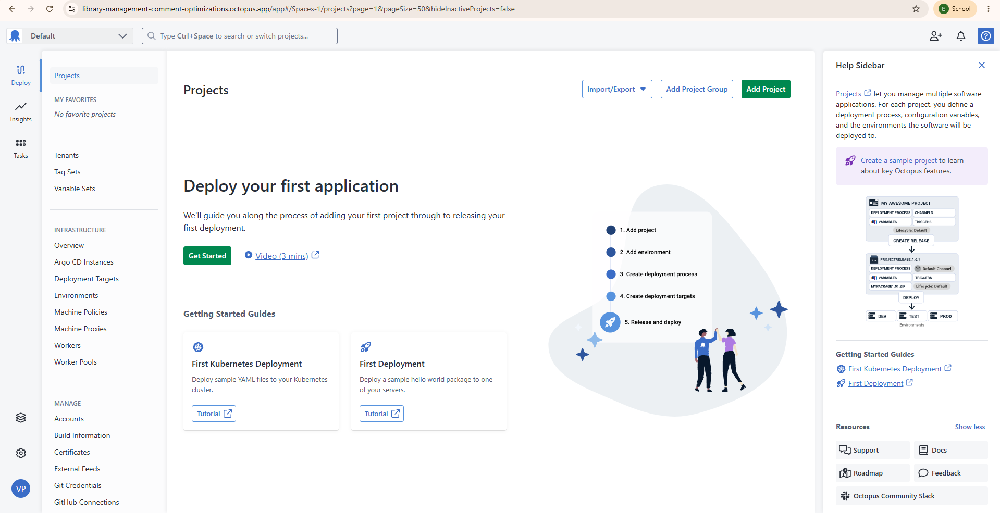 library-management-comment-optimizations.octopus.app/app#/Spaces-1/projects?page=1&pageSize=50&hideInactiveProjects=false
E School
Default
Type Ctrl+Space to search or switch projects...
Deploy
Insights
Tasks
VP
Projects
MY FAVORITES
No favorite projects
Tenants
Tag Sets
Variable Sets
INFRASTRUCTURE
Overview
Argo CD Instances
Deployment Targets
Environments
Machine Policies
Machine Proxies
Workers
Worker Pools
MANAGE
Accounts
Build Information
Certificates
External Feeds
Git Credentials
GitHub Connections
Projects
Import/Export
Add Project Group
Add Project
Deploy your first application
We'll guide you along the process of adding your first project through to releasing your
first deployment.
Get Started
Video (3 mins)
Getting Started Guides
First Kubernetes Deployment
Deploy sample YAML files to your Kubernetes
cluster.
Tutorial
First Deployment
Deploy a sample hello world package to one
of your servers.
Tutorial
1. Add project
2. Add environment
3. Create deployment process
4. Create deployment targets
5. Release and deploy
Help Sidebar
Projects let you manage multiple software
applications. For each project, you define a
deployment process, configuration variables,
and the environments the software will be
deployed to.
Create a sample project to learn
about key Octopus features.
MY AWESOME PROJECT
DEPLOYMENT PROCESS CHANNELS
#{} VARIABLES TRIGGERS
Lifecycle: Default
CREATE RELEASE
1.0 PROJECTRELEASE_1.0.1
DEPLOYMENT PROCESS Default Channel
#{} VARIABLES TRIGGERS
MYPACKAGE1.01.ZIP Lifecycle: Default
DEPLOY
DEV TEST PROD
Environments
Getting Started Guides
First Kubernetes Deployment
First Deployment
Resources Show less
Support Docs
Roadmap Feedback
Octopus Community Slack